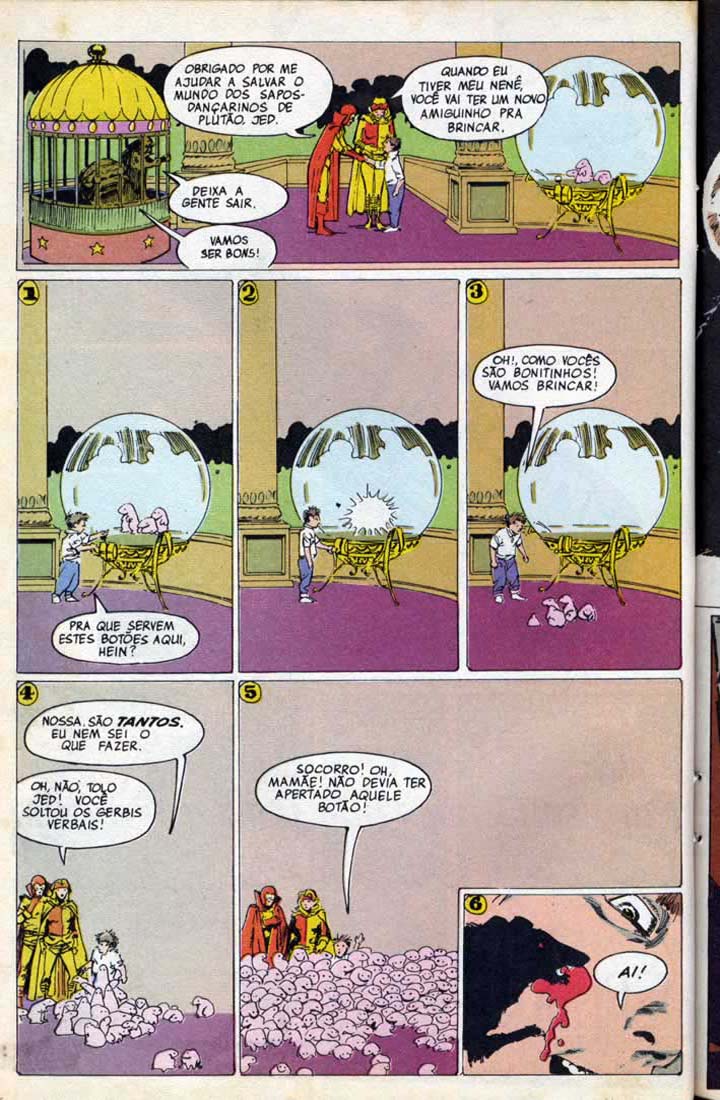 OBRIGADO POR ME
AJUDAR A SALVAR O
MUNDO DOS SAPOS-
DANÇARINOS DE
PLUTÃO, JED.
QUANDO EU
TIVER MEU NENÊ,
VOCÊ VAI TER UM NOVO
AMIGUINHO PRA
BRINCAR.
DEIXA A
GENTE SAIR.
VAMOS
SER BONS!
1
PRA QUE SERVEM
ESTES BOTÕES AQUI,
HEIN?
2
3
OH!, COMO VOCÊS
SÃO BONITINHOS!
VAMOS BRINCAR!
4
NOSSA. SÃO TANTOS.
EU NEM SEI O
QUE FAZER.
OH, NÃO, TOLO
JED! VOCÊ
SOLTOU OS GERBIS
VERBAIS!
5
SOCORRO! OH,
MAMÃE! NÃO DEVIA TER
APERTADO AQUELE
BOTÃO!
6
AI!